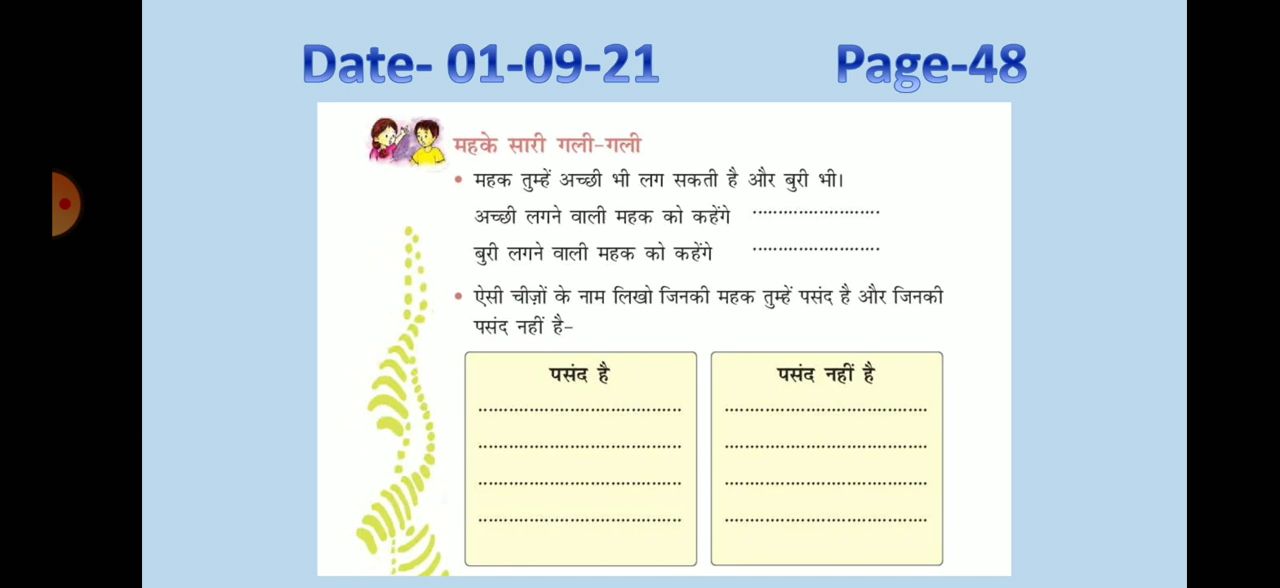 Date- 01-09-21 Page-48
महके सारी गली-गली
• महक तुम्हें अच्छी भी लग सकती है और बुरी भी।
अच्छी लगने वाली महक को कहेंगे .........................
बुरी लगने वाली महक को कहेंगे .........................
• ऐसी चीज़ों के नाम लिखो जिनकी महक तुम्हें पसंद है और जिनकी
पसंद नहीं है-
पसंद है पसंद नहीं है
........................................ ........................................
........................................ ........................................
........................................ ........................................
........................................ ........................................